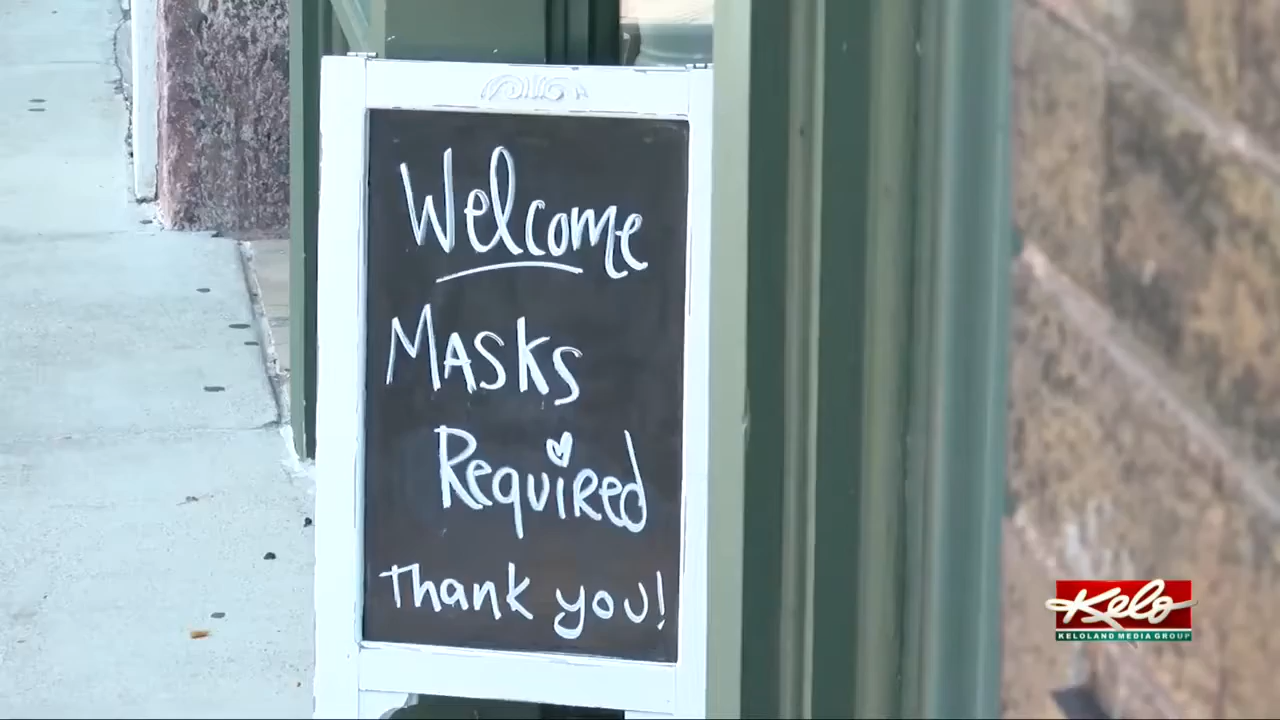 Welcome
Masks
Required
Thank you!
Kelo
KELOLAND MEDIA GROUP